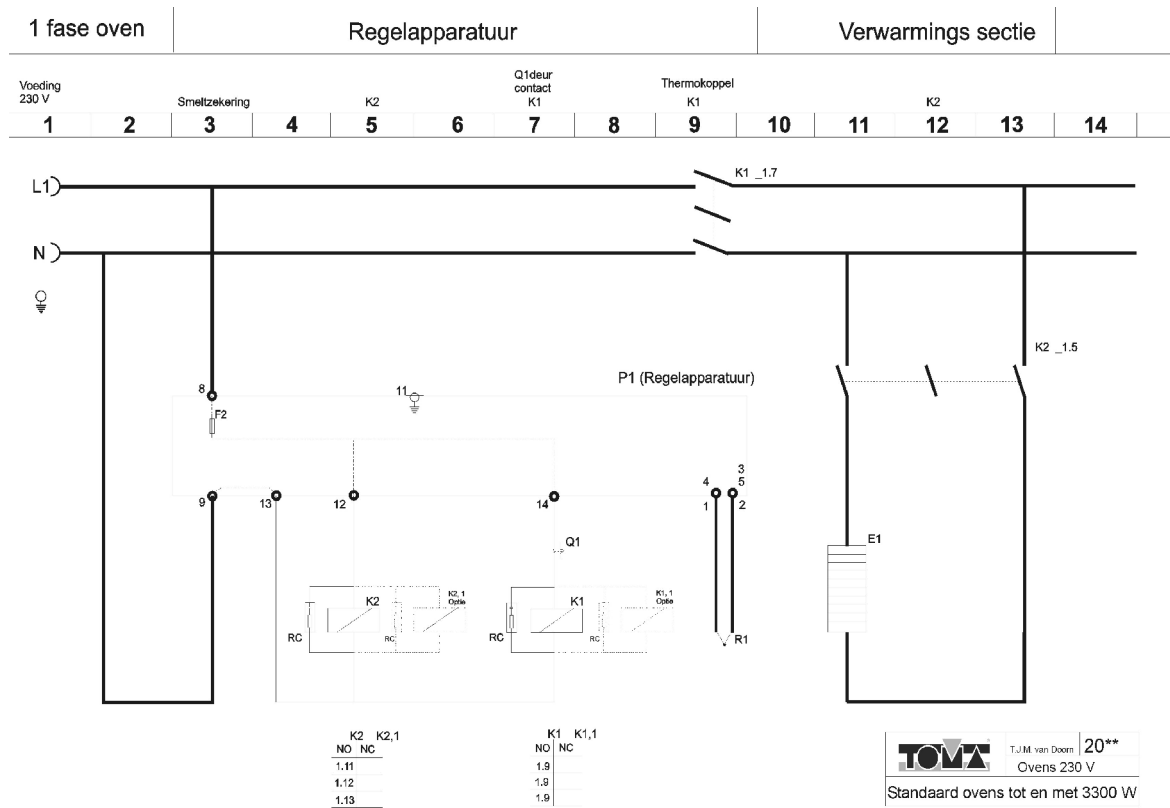 1 fase oven
Regelapparatuur
Verwarmings sectie
Voeding
230 V
Smeltzekering
K2
Q1deur
contact
K1
Thermokoppel
K1
K2
1 2 3 4 5 6 7 8 9 10 11 12 13 14
L1
K1 _1.7
N
K2 _1.5
P1 (Regelapparatuur)
8
11
F2
9
13
12
14
4
3
5
1
2
Q1
E1
K2
K2, 1
Optie
K1
K1, 1
Optie
RC
RC
RC
RC
R1
K2 K2,1
NO NC
1.11
1.12
1.13
K1 K1,1
NO NC
1.9
1.9
1.9
TOMA
T.J.M. van Doorn
20**
Ovens 230 V
Standaard ovens tot en met 3300 W